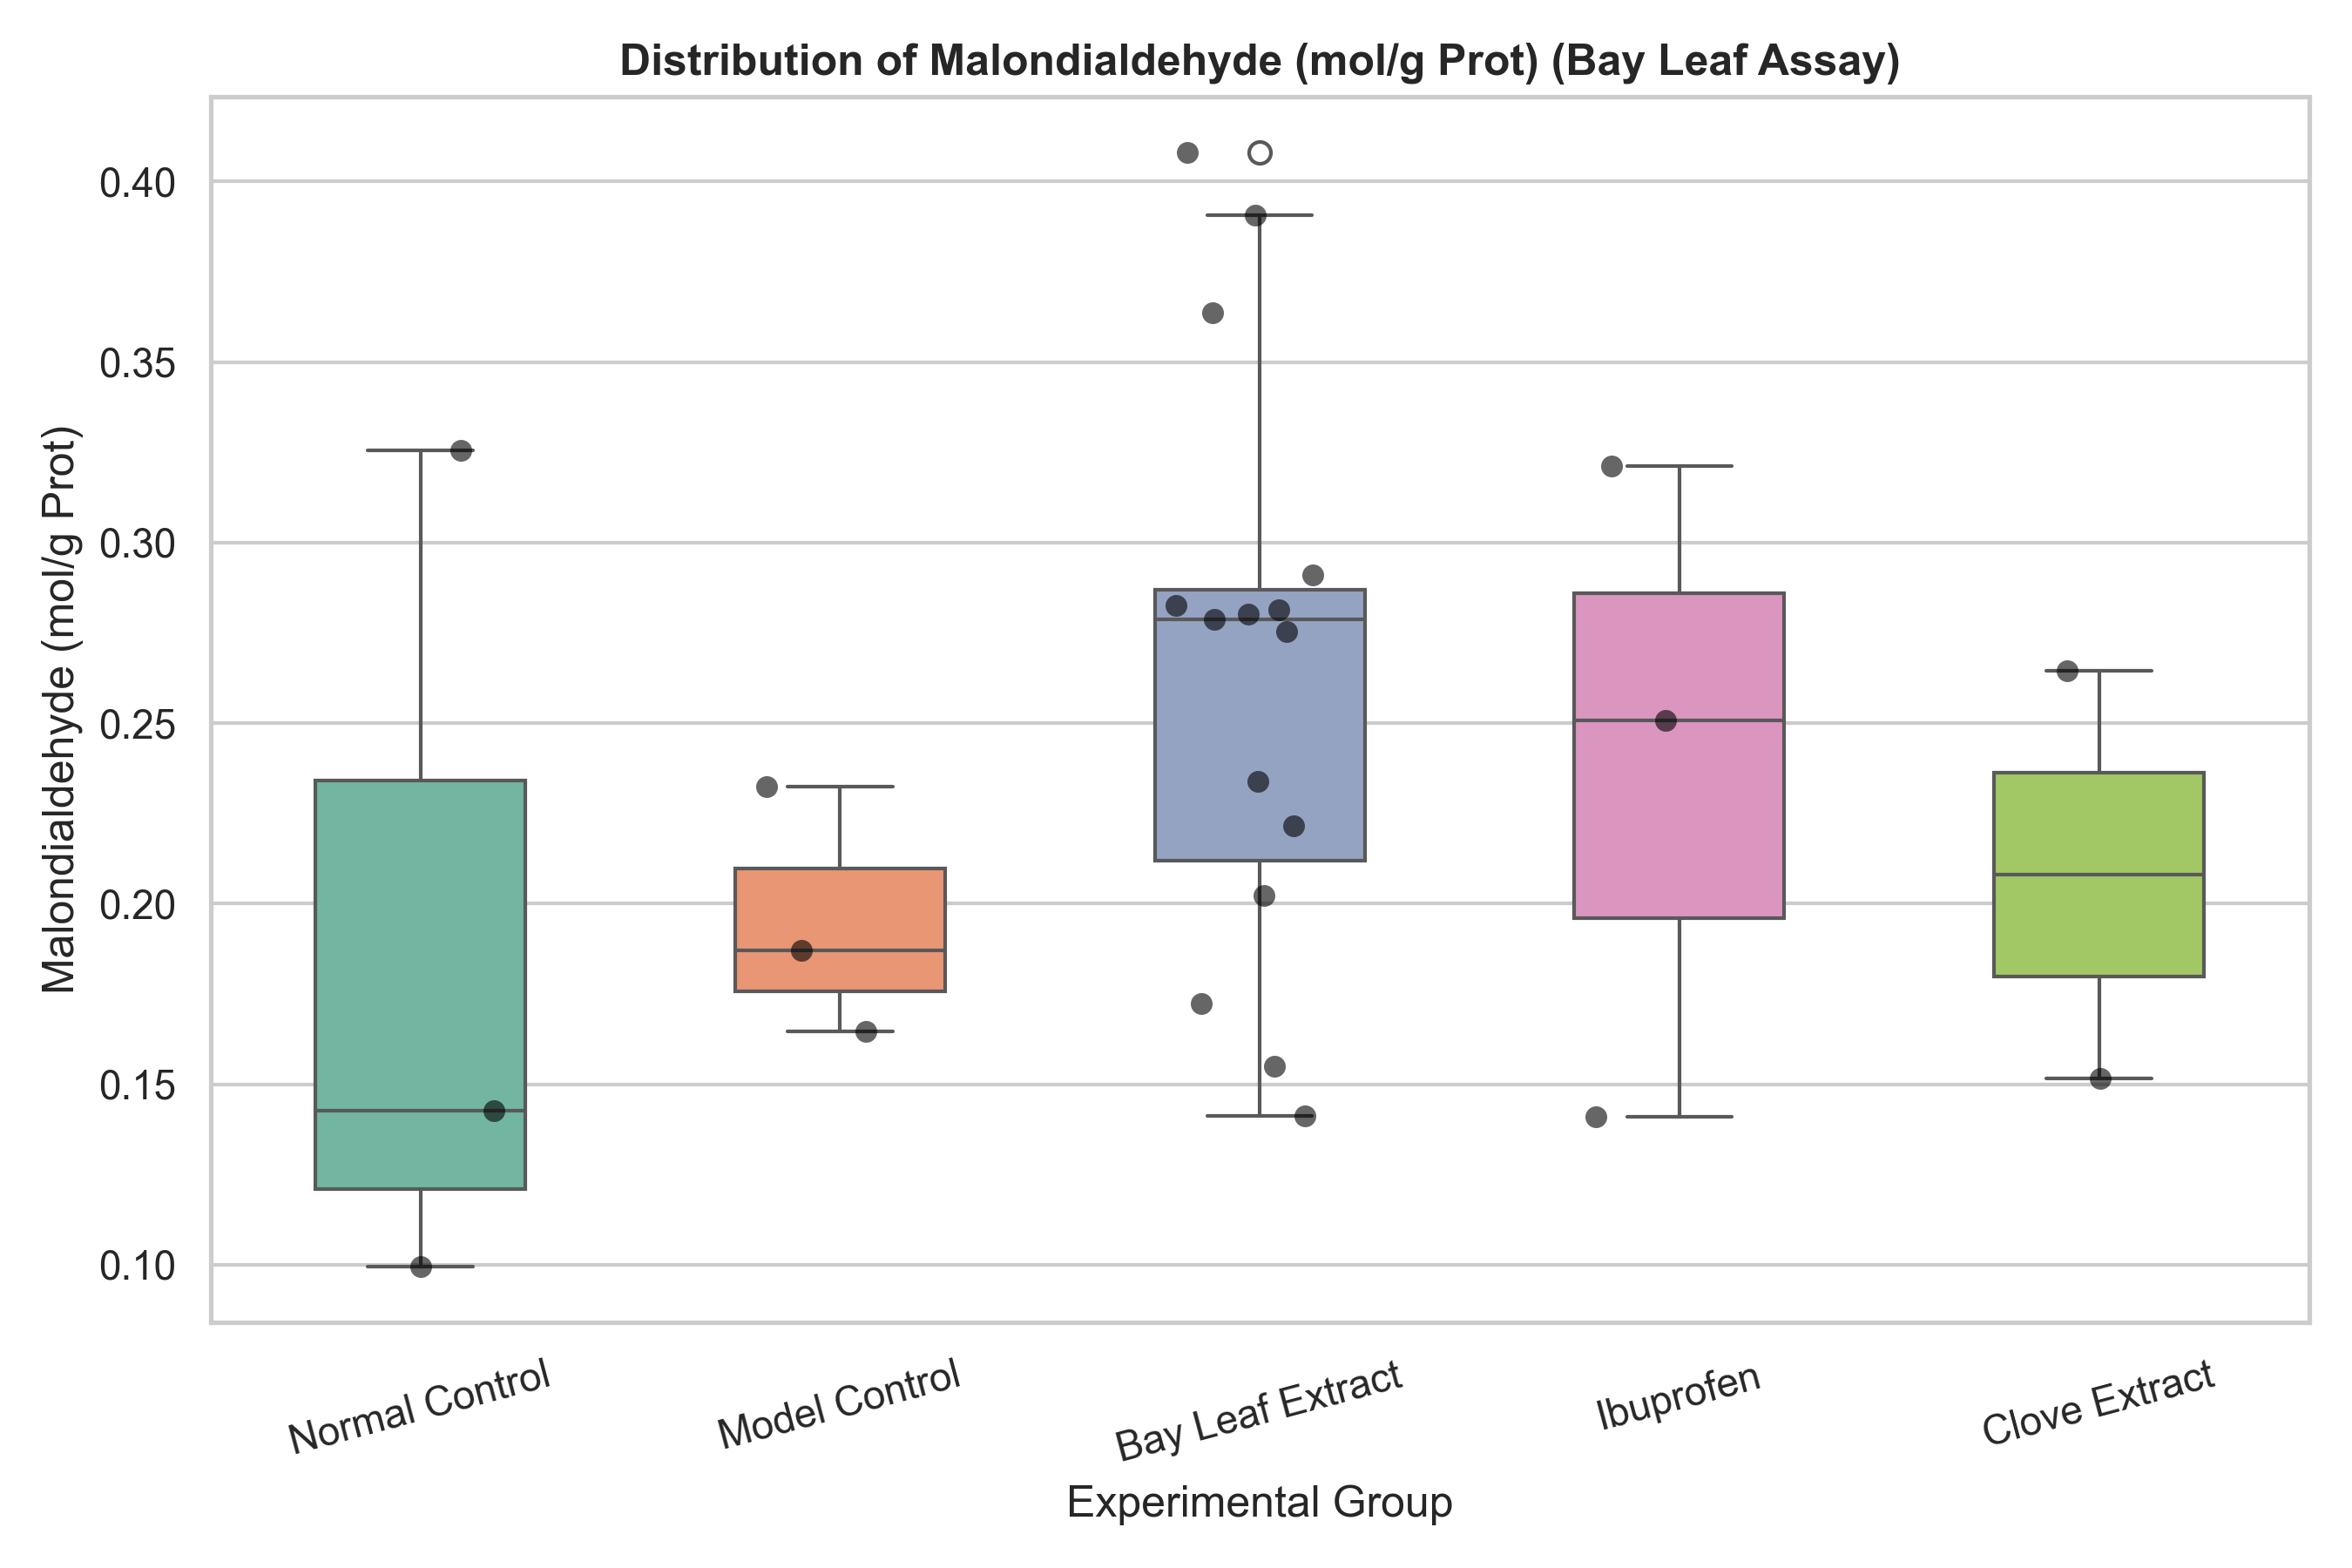 Distribution of Malondialdehyde (mol/g Prot) (Bay Leaf Assay)
Malondialdehyde (mol/g Prot)
0.40
0.35
0.30
0.25
0.20
0.15
0.10
Normal Control
Model Control
Bay Leaf Extract
Ibuprofen
Clove Extract
Experimental Group